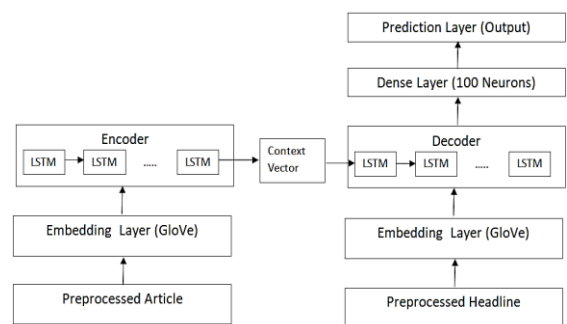 Prediction Layer (Output)
Dense Layer (100 Neurons)
Encoder
LSTM LSTM ..... LSTM
Context
Vector
Decoder
LSTM LSTM ..... LSTM
Embedding Layer (GloVe)
Embedding Layer (GloVe)
Preprocessed Article
Preprocessed Headline